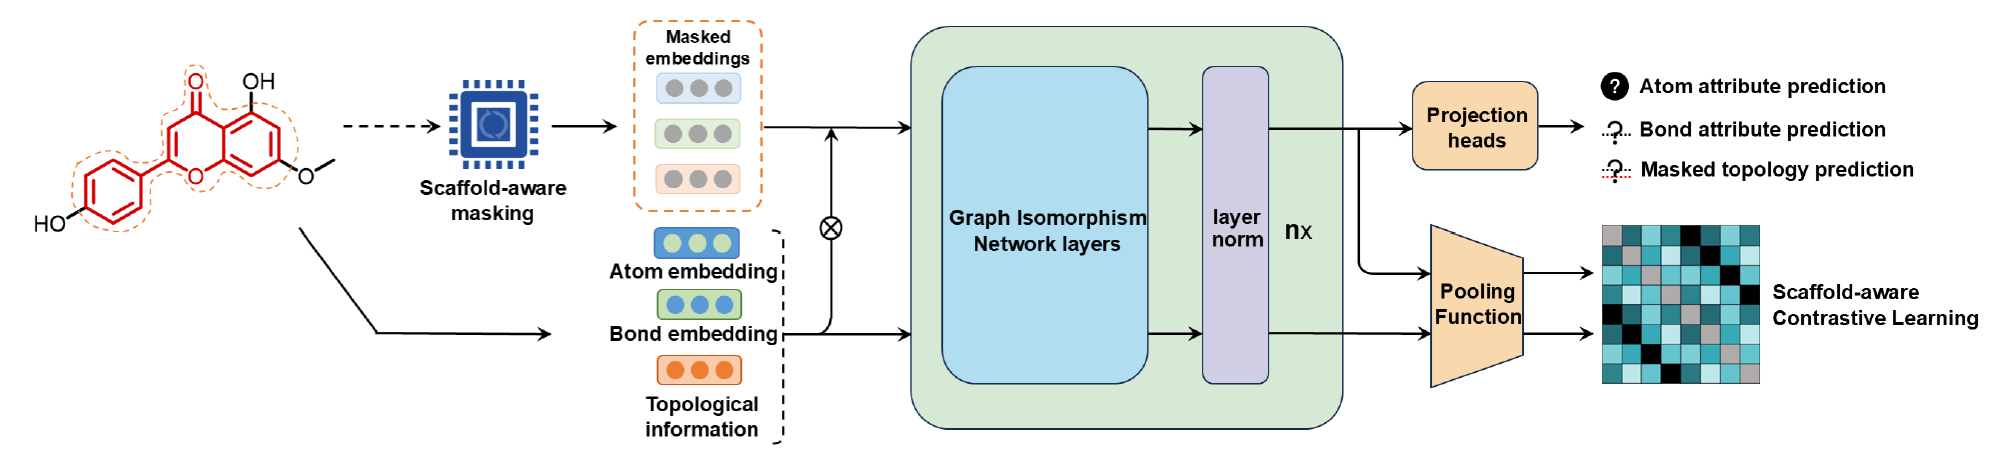 O
OH
O
O
HO
Scaffold-aware
masking
Masked
embeddings
Atom embedding
Bond embedding
Topological
information
Graph Isomorphism
Network layers
layer
norm
nx
Projection
heads
Pooling
Function
? Atom attribute prediction
? Bond attribute prediction
? Masked topology prediction
Scaffold-aware
Contrastive Learning